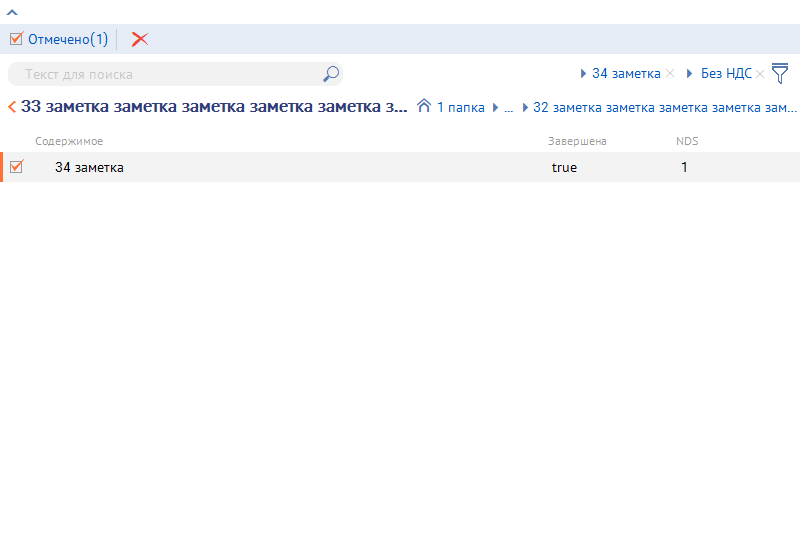 Отмечено(1)
Текст для поиска 34 заметка Без НДС
33 заметка заметка заметка заметка заметка з... 1 папка ... 32 заметка заметка заметка заметка зам...
Содержимое Завершена NDS
34 заметка true 1